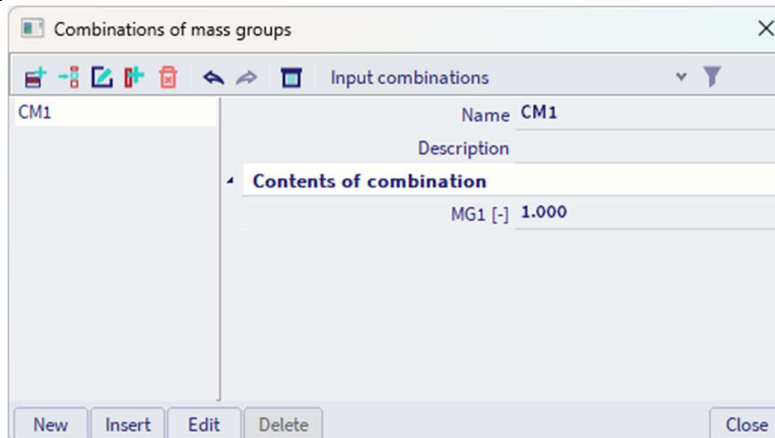 Combinations of mass groups
Input combinations
CM1
Name CM1
Description
Contents of combination
MG1 [-] 1.000
New Insert Edit Delete Close